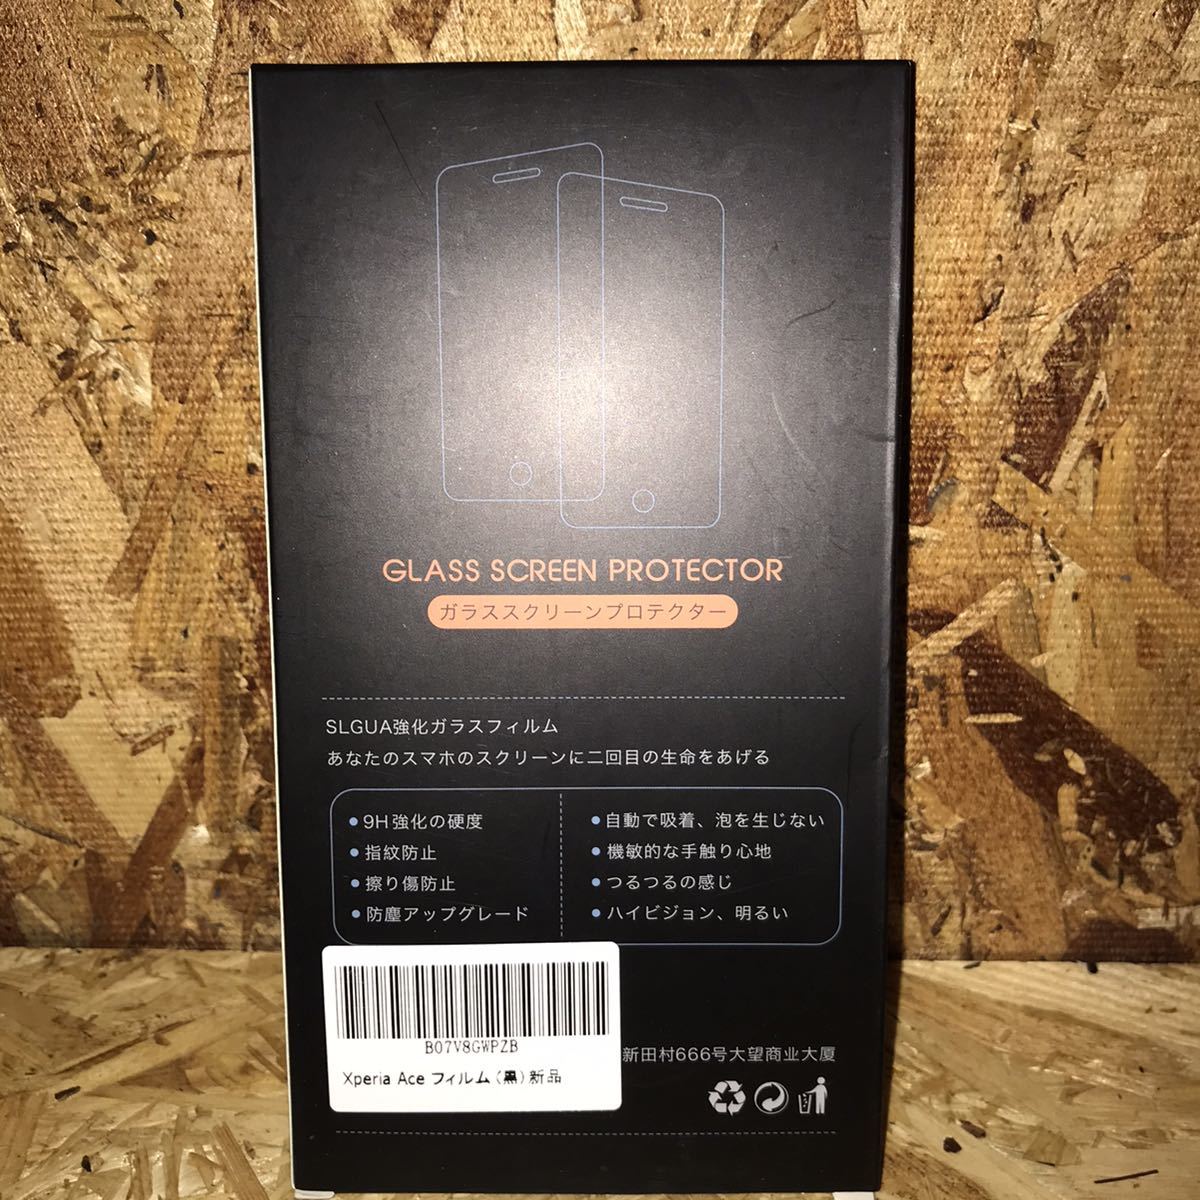 GLASS SCREEN PROTECTOR
ガラススクリーンプロテクター
SLGUA強化ガラスフィルム
あなたのスマホのスクリーンに二回目の生命をあげる
●9H強化の硬度
●指紋防止
●擦り傷防止
●防塵アップグレード
●自動で吸着、泡を生じない
●機敏的な手触り心地
●つるつるの感じ
●ハイビジョン、明るい
B07V8GWPZB
Xperia Ace フィルム(黒)新品
新田村666号大望商业大厦